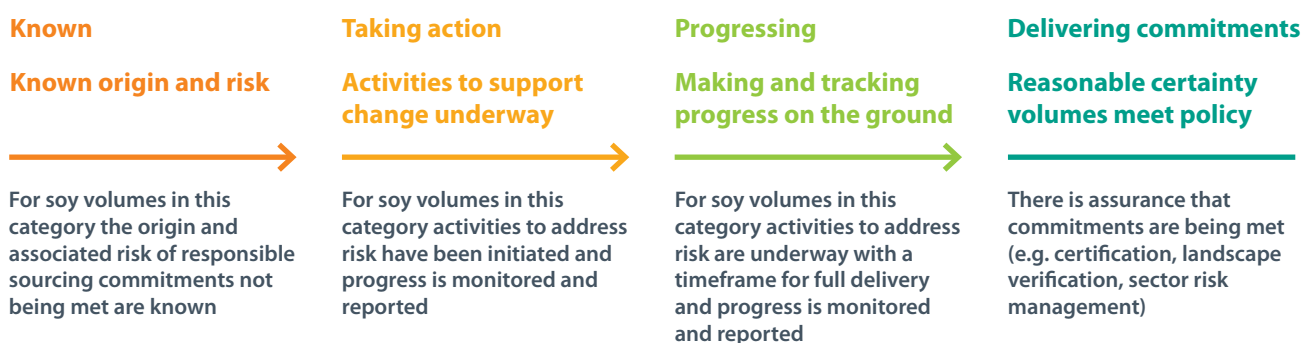 Known
Known origin and risk
For soy volumes in this
category the origin and
associated risk of responsible
sourcing commitments not
being met are known
Taking action
Activities to support
change underway
For soy volumes in this
category activities to address
risk have been initiated and
progress is monitored and
reported
Progressing
Making and tracking
progress on the ground
For soy volumes in this
category activities to address
risk are underway with a
timeframe for full delivery
and progress is monitored
and reported
Delivering commitments
Reasonable certainty
volumes meet policy
There is assurance that
commitments are being met
(e.g. certification, landscape
verification, sector risk
management)